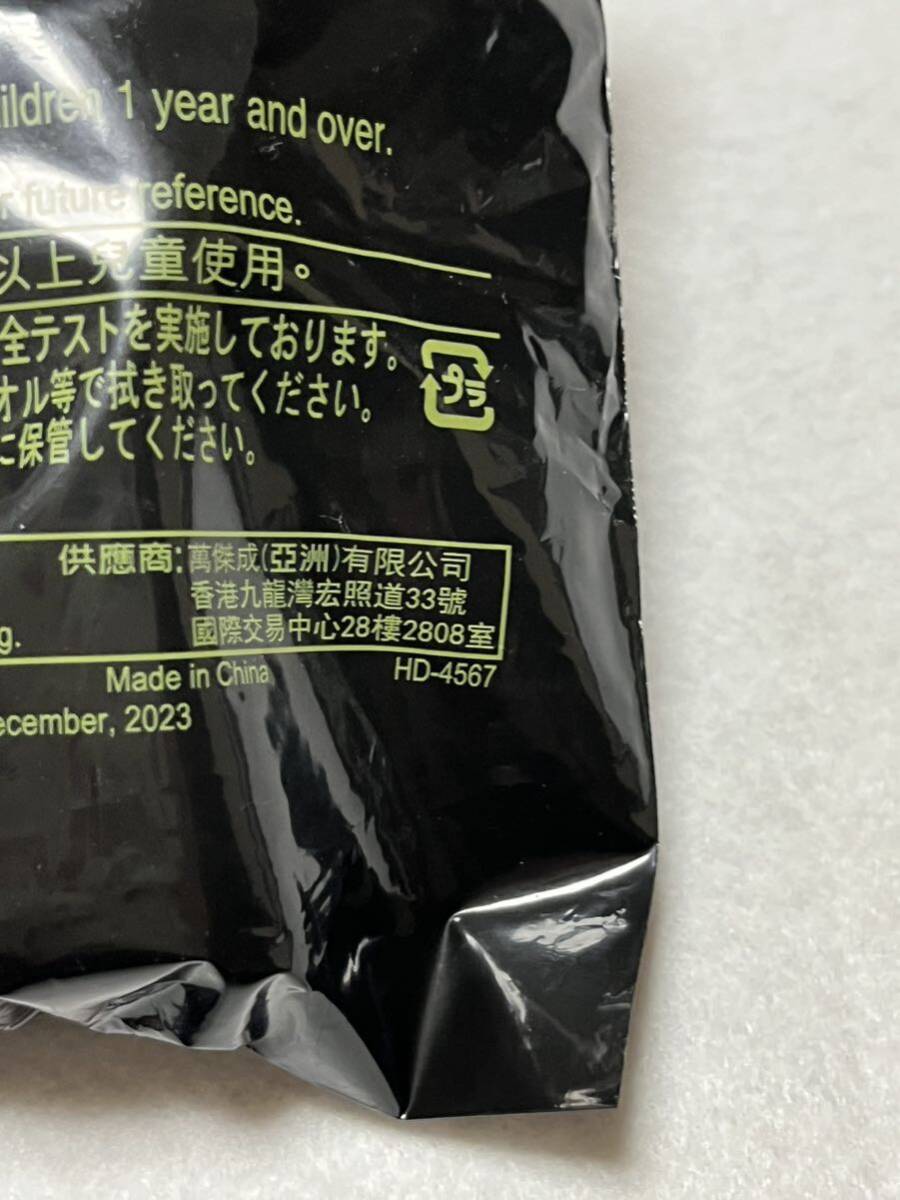 ildren 1 year and over.
r future reference.
以上兒童使用。
全テストを実施しております。
オル等で拭き取ってください。
に保管してください。
プラ
供應商:萬傑成(亞洲)有限公司
香港九龍灣宏照道33號
國際交易中心28樓2808室
g.
Made in China
HD-4567
ecember, 2023